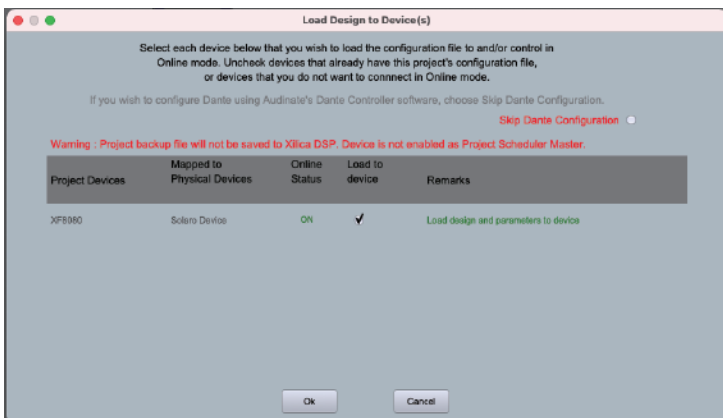 Load Design to Device(s)
Select each device below that you wish to load the configuration file to and/or control in
Online mode. Uncheck devices that already have this project's configuration file,
or devices that you do not want to connnect in Online mode.
If you wish to configure Dante using Audinate's Dante Controller software, choose Skip Dante Configuration.
Skip Dante Configuration
Warning : Project backup file will not be saved to Xilica DSP. Device is not enabled as Project Scheduler Master.
Mapped to Online Load to
Project Devices Physical Devices Status device Remarks
XF8080 Solaro Device ON Load design and parameters to device
Ok Cancel